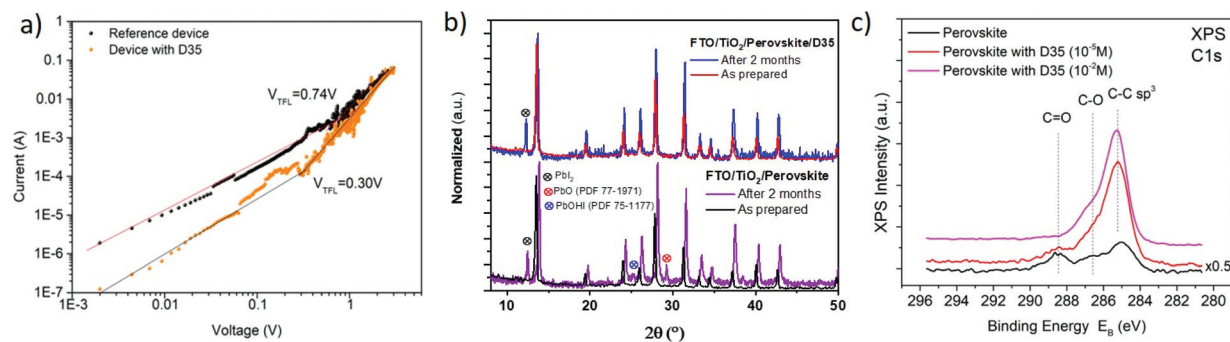 a)
Reference device
Device with D35
V_TFL=0.74V
V_TFL=0.30V
1
0.1
0.01
1E-3
1E-4
1E-5
1E-6
1E-7
Current (A)
0.01
0.1
1
Voltage (V)
b)
FTO/TiO₂/Perovskite/D35
After 2 months
As prepared
PbI₂
PbO (PDF 77-1971)
PbOHI (PDF 75-1177)
FTO/TiO₂/Perovskite
After 2 months
As prepared
Normalized (a.u.)
10 20 30 40 50
2θ (°)
c)
Perovskite
Perovskite with D35 (10⁻⁵M)
Perovskite with D35 (10⁻²M)
XPS
C1s
C=O
C-O
C-C sp³
x0.5
XPS Intensity (a.u.)
296 294 292 290 288 286 284 282 280
Binding Energy E_B (eV)